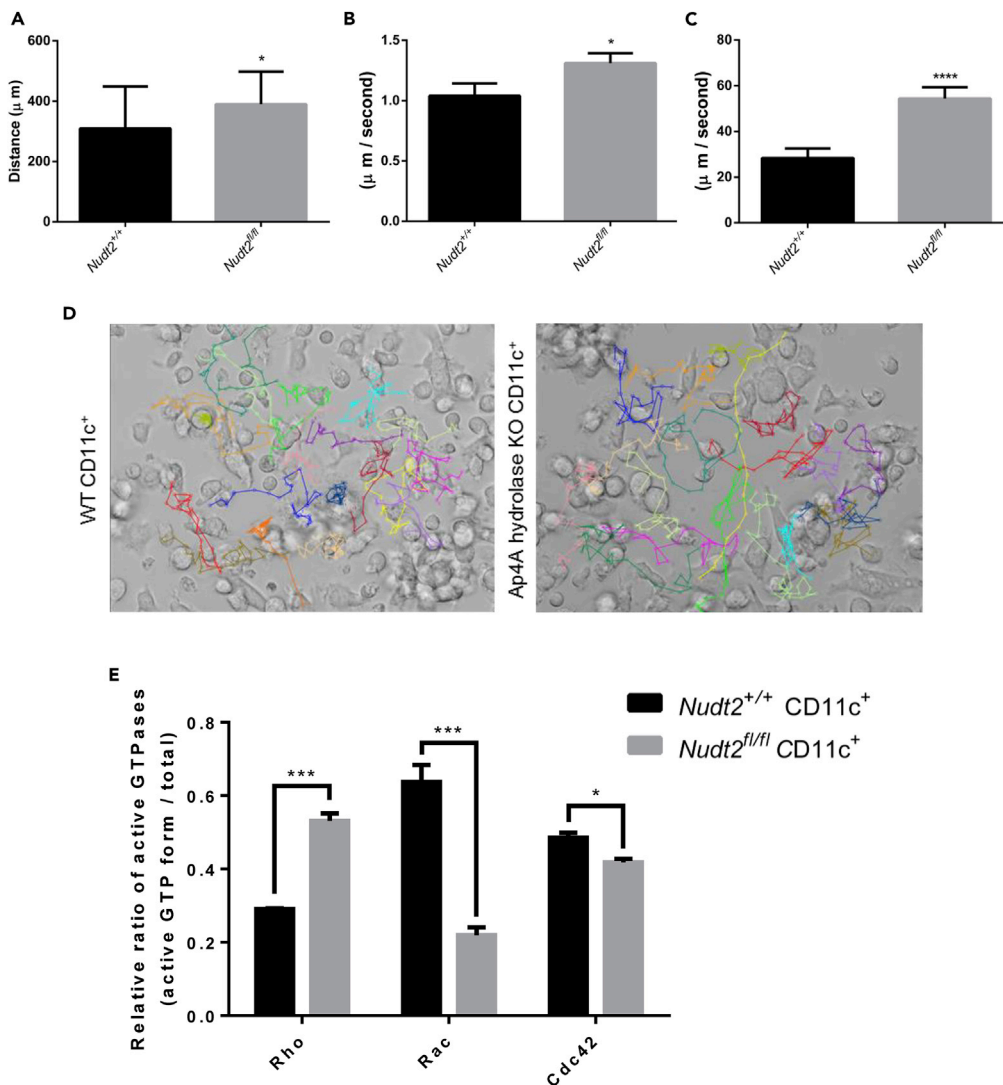 A
Distance (μ m)
600
400
200
0
*
Nudt2+/+
Nudt2fl/fl
B
(μ m / second)
1.5
1.0
0.5
0.0
*
Nudt2+/+
Nudt2fl/fl
C
(μ m / second)
80
60
40
20
0
****
Nudt2+/+
Nudt2fl/fl
D
WT CD11c+
Ap4A hydrolase KO CD11c+
E
Relative ratio of active GTPases
(active GTP form / total)
0.8
0.6
0.4
0.2
0.0
***
***
*
Rho
Rac
Cdc42
Nudt2+/+ CD11c+
Nudt2fl/fl CD11c+